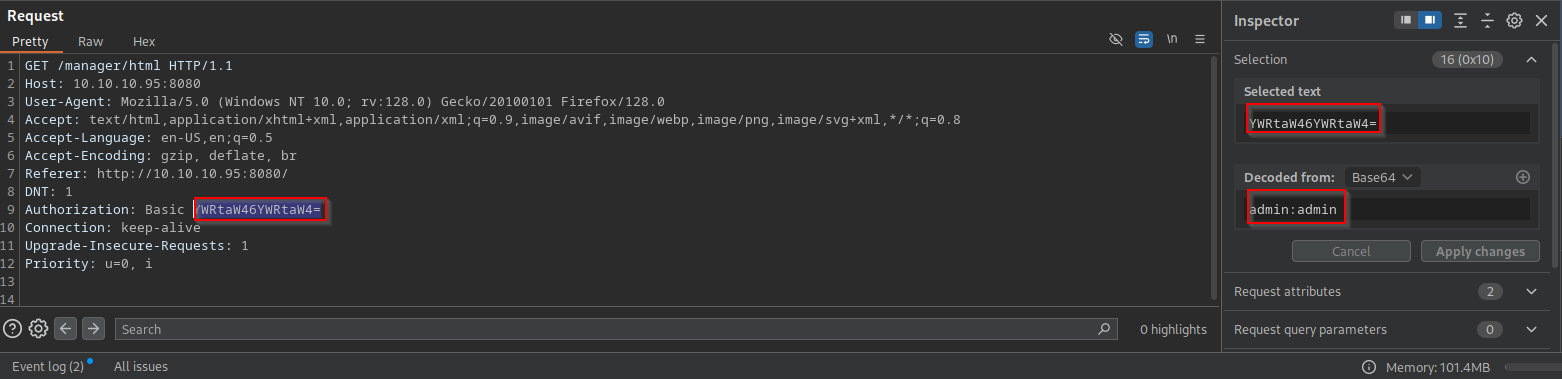 Request
Pretty Raw Hex
\n
1 GET /manager/html HTTP/1.1
2 Host: 10.10.10.95:8080
3 User-Agent: Mozilla/5.0 (Windows NT 10.0; rv:128.0) Gecko/20100101 Firefox/128.0
4 Accept: text/html,application/xhtml+xml,application/xml;q=0.9,image/avif,image/webp,image/png,image/svg+xml,*/*;q=0.8
5 Accept-Language: en-US,en;q=0.5
6 Accept-Encoding: gzip, deflate, br
7 Referer: http://10.10.10.95:8080/
8 DNT: 1
9 Authorization: Basic YWRtaW46YWRtaW4=
10 Connection: keep-alive
11 Upgrade-Insecure-Requests: 1
12 Priority: u=0, i
13
14
Search
0 highlights
Inspector
Selection 16 (0x10)
Selected text
YWRtaW46YWRtaW4=
Decoded from: Base64
admin:admin
Cancel Apply changes
Request attributes 2
Request query parameters 0
Event log (2) All issues
Memory: 101.4MB